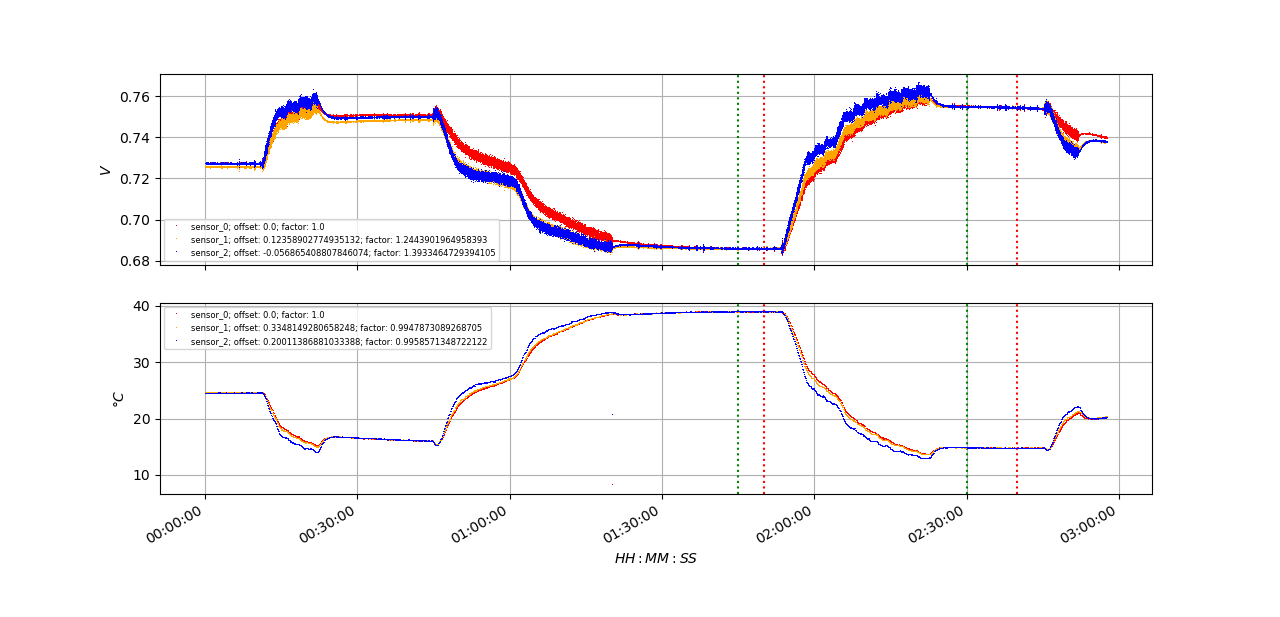 0.76
0.74
0.72
0.70
0.68
V
sensor_0; offset: 0.0; factor: 1.0
sensor_1; offset: 0.12358902774935132; factor: 1.2443901964958393
sensor_2; offset: -0.056865408807846074; factor: 1.3933464729394105
40
30
20
10
°C
sensor_0; offset: 0.0; factor: 1.0
sensor_1; offset: 0.3348149280658248; factor: 0.9947873089268705
sensor_2; offset: 0.20011386881033388; factor: 0.9958571348722122
00:00:00
00:30:00
01:00:00
01:30:00
02:00:00
02:30:00
03:00:00
HH : MM : SS